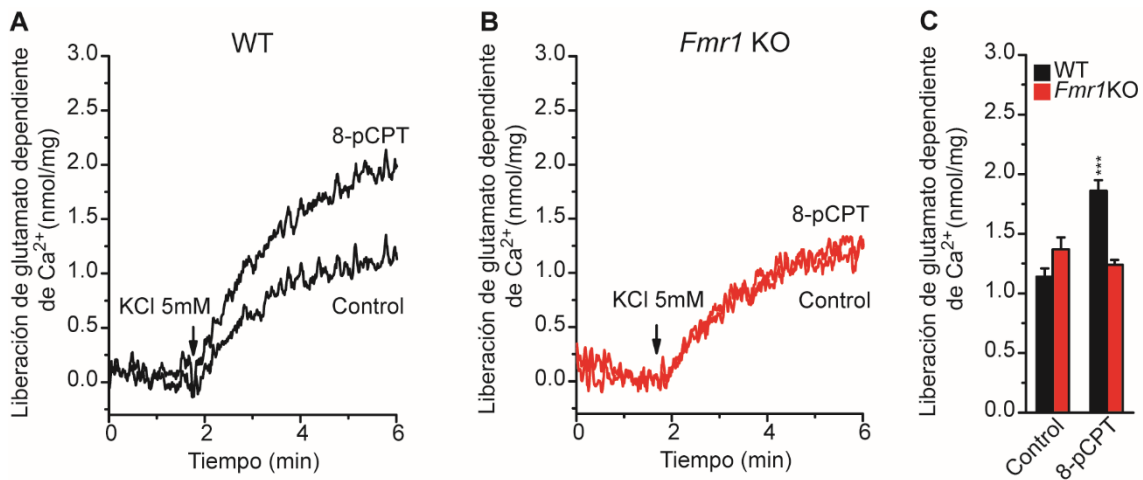 A
WT
Liberación de glutamato dependiente
de Ca²⁺ (nmol/mg)
3.0
2.5
2.0
1.5
1.0
0.5
0.0
8-pCPT
KCl 5mM
Control
0 2 4 6
Tiempo (min)
B
Fmr1 KO
Liberación de glutamato dependiente
de Ca²⁺ (nmol/mg)
3.0
2.5
2.0
1.5
1.0
0.5
0.0
8-pCPT
KCl 5mM
Control
0 2 4 6
Tiempo (min)
C
Liberación de glutamato dependiente
de Ca²⁺ (nmol/mg)
3.0
2.5
2.0
1.5
1.0
0.5
0.0
WT
Fmr1KO
***
Control
8-pCPT